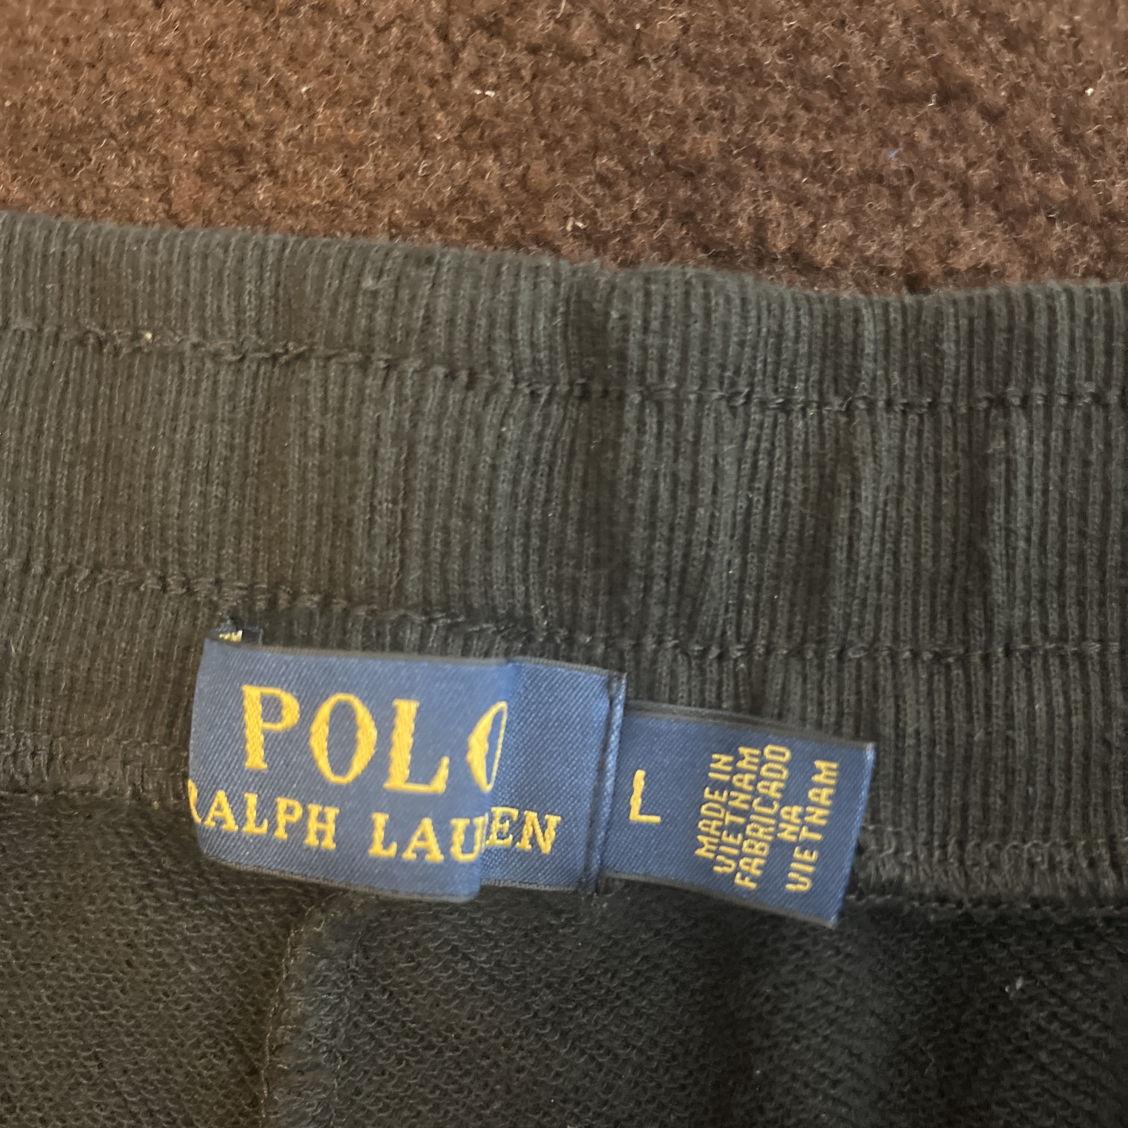 POLO
RALPH LAUREN
L
MADE IN
VIETNAM
FABRICADO
NA
VIETNAM